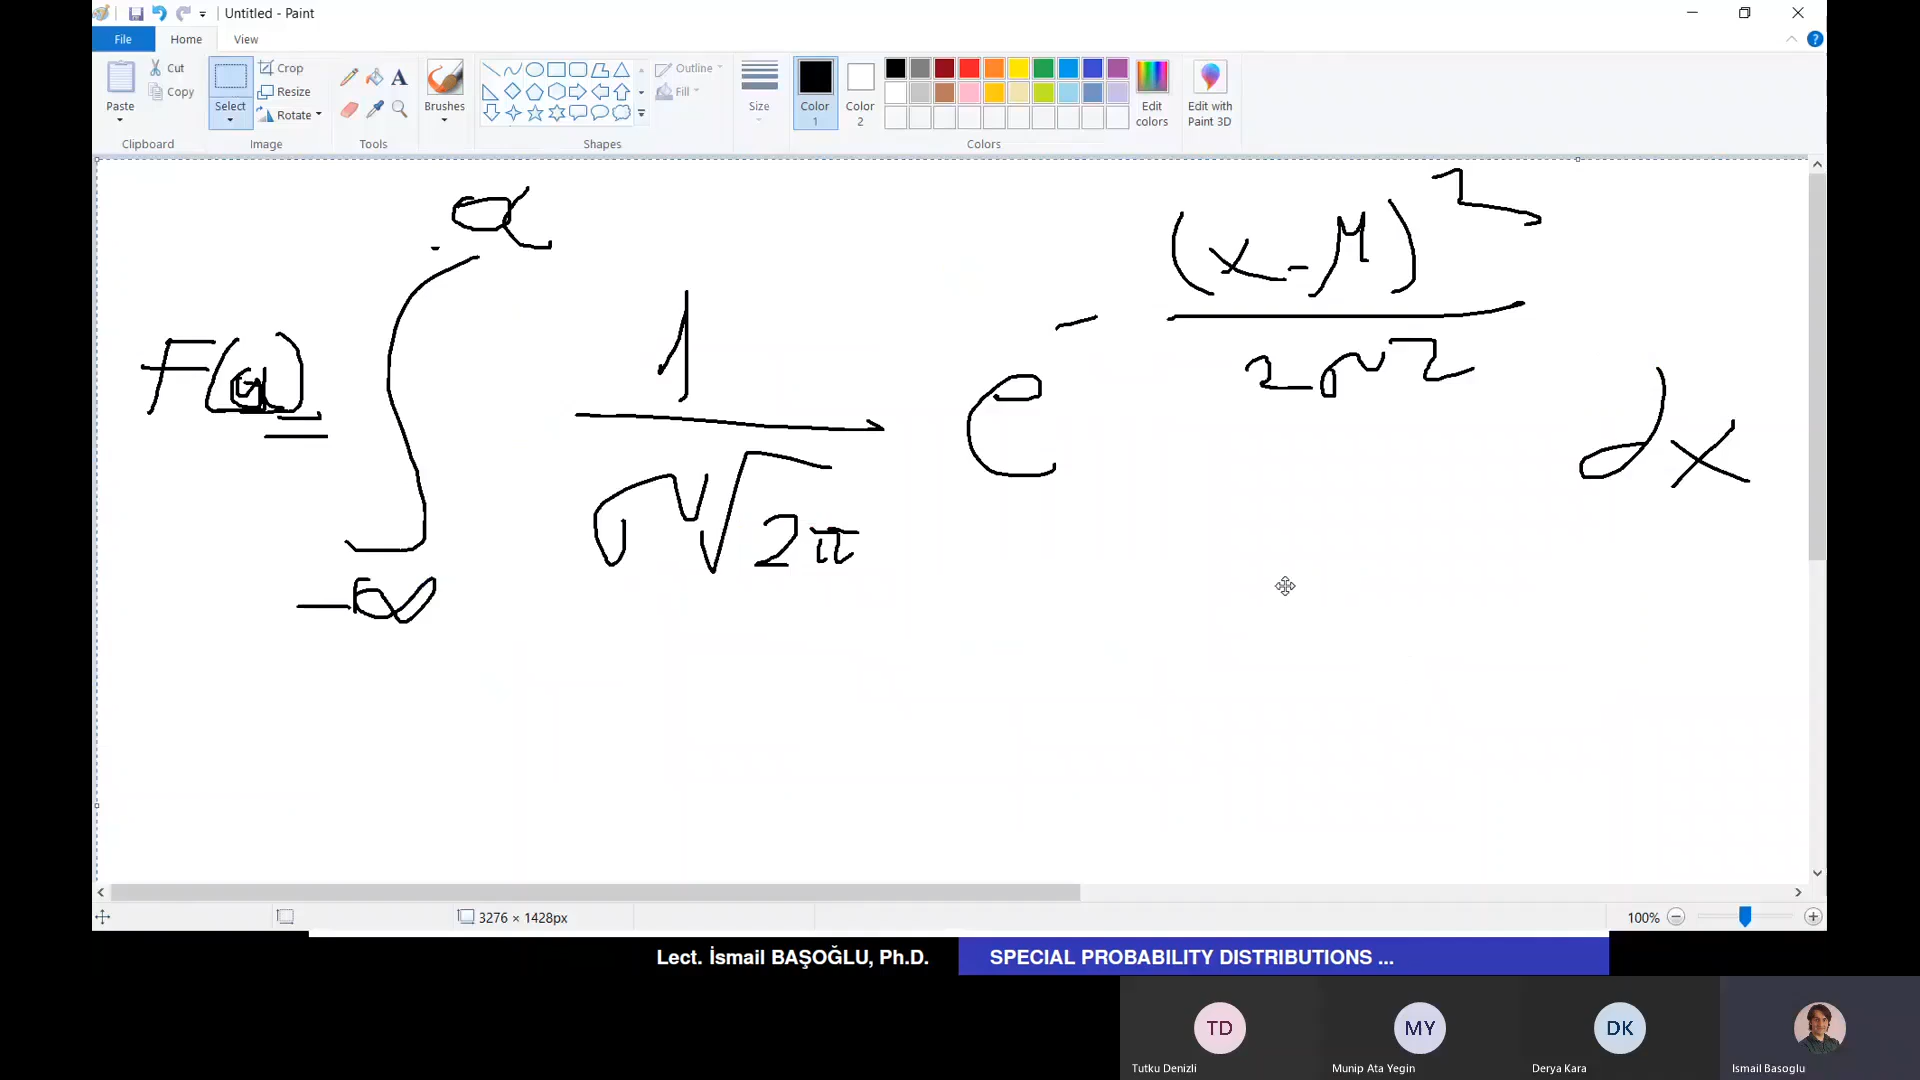 Untitled - Paint
File Home View
Paste
Cut
Copy
Clipboard
Select
Crop
Resize
Rotate
Image
Tools
Brushes
Shapes
Outline
Fill
Size
Color 1
Color 2
Edit colors
Edit with Paint 3D
Colors
F(a) ∫ -∞ a 1 / σ√2π e - (x-μ)² / 2σ² dx
3276 × 1428px
100%
Lect. İsmail BAŞOĞLU, Ph.D. SPECIAL PROBABILITY DISTRIBUTIONS ...
TD MY DK
Tutku Denizli Munip Ata Yegin Derya Kara Ismail Basoglu